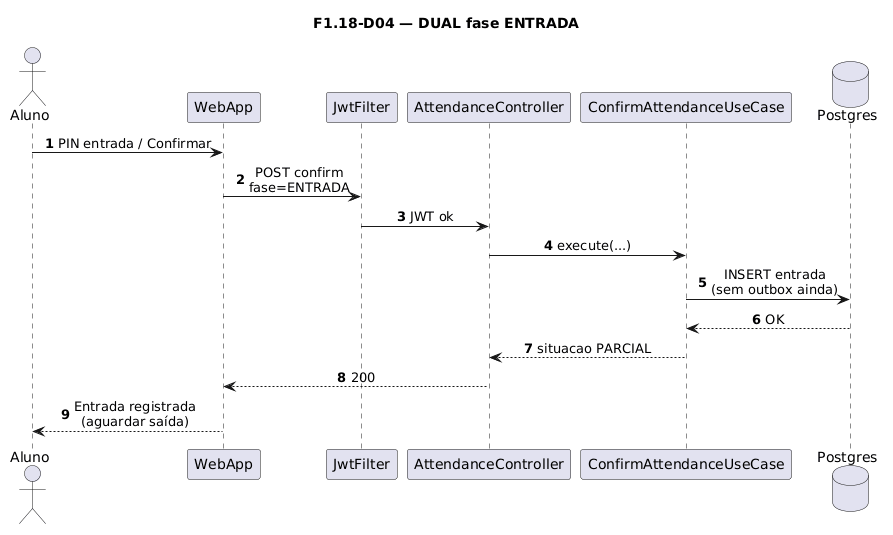 F1.18-D04 — DUAL fase ENTRADA
Aluno
WebApp
JwtFilter
AttendanceController
ConfirmAttendanceUseCase
Postgres
1 PIN entrada / Confirmar
2 POST confirm
fase=ENTRADA
3 JWT ok
4 execute(...)
5 INSERT entrada
(sem outbox ainda)
6 OK
7 situacao PARCIAL
8 200
9 Entrada registrada
(aguardar saída)
Aluno
WebApp
JwtFilter
AttendanceController
ConfirmAttendanceUseCase
Postgres